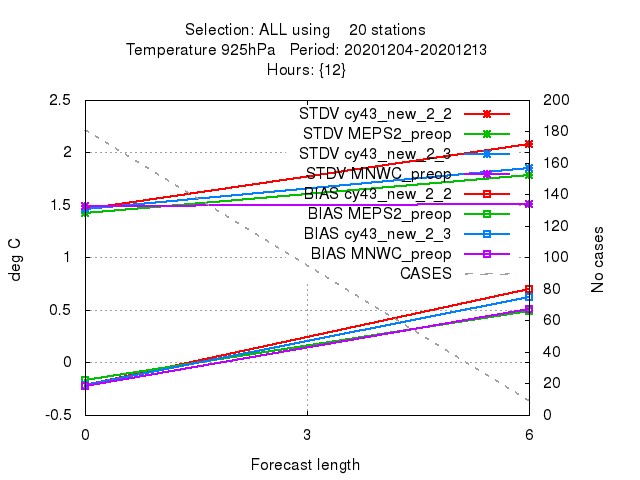 Selection: ALL using    20 stations
Temperature 925hPa   Period: 20201204-20201213
Hours: {12}
2.5
2
1.5
1
0.5
0
-0.5
deg C
STDV cy43_new_2_2
STDV MEPS2_preop
STDV cy43_new_2_3
STDV MNWC_preop
BIAS cy43_new_2_2
BIAS MEPS2_preop
BIAS cy43_new_2_3
BIAS MNWC_preop
CASES
200
180
160
140
120
100
80
60
40
20
0
No cases
0 3 6
Forecast length